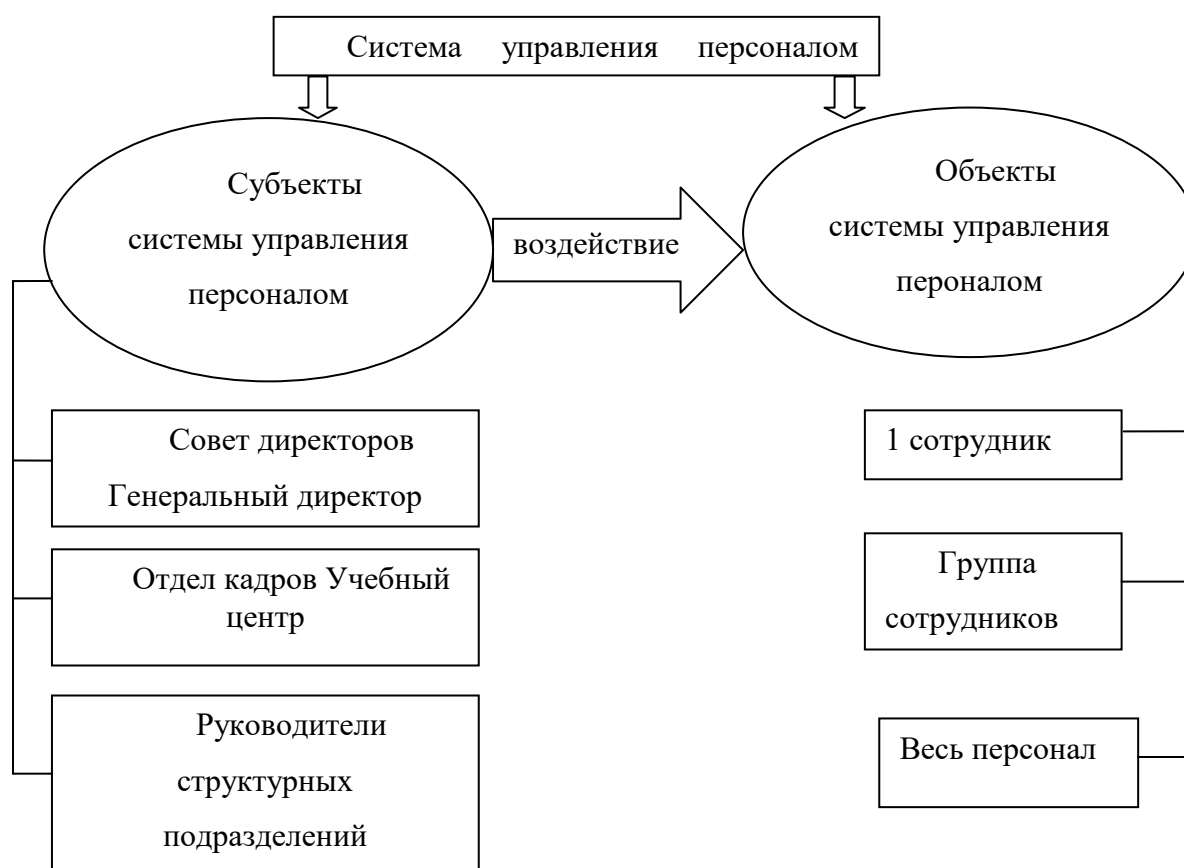 Система управления персоналом
Субъекты
системы управления
персоналом
воздействие
Объекты
системы управления
пероналом
Совет директоров
Генеральный директор
Отдел кадров Учебный
центр
Руководители
структурных
подразделений
1 сотрудник
Группа
сотрудников
Весь персонал